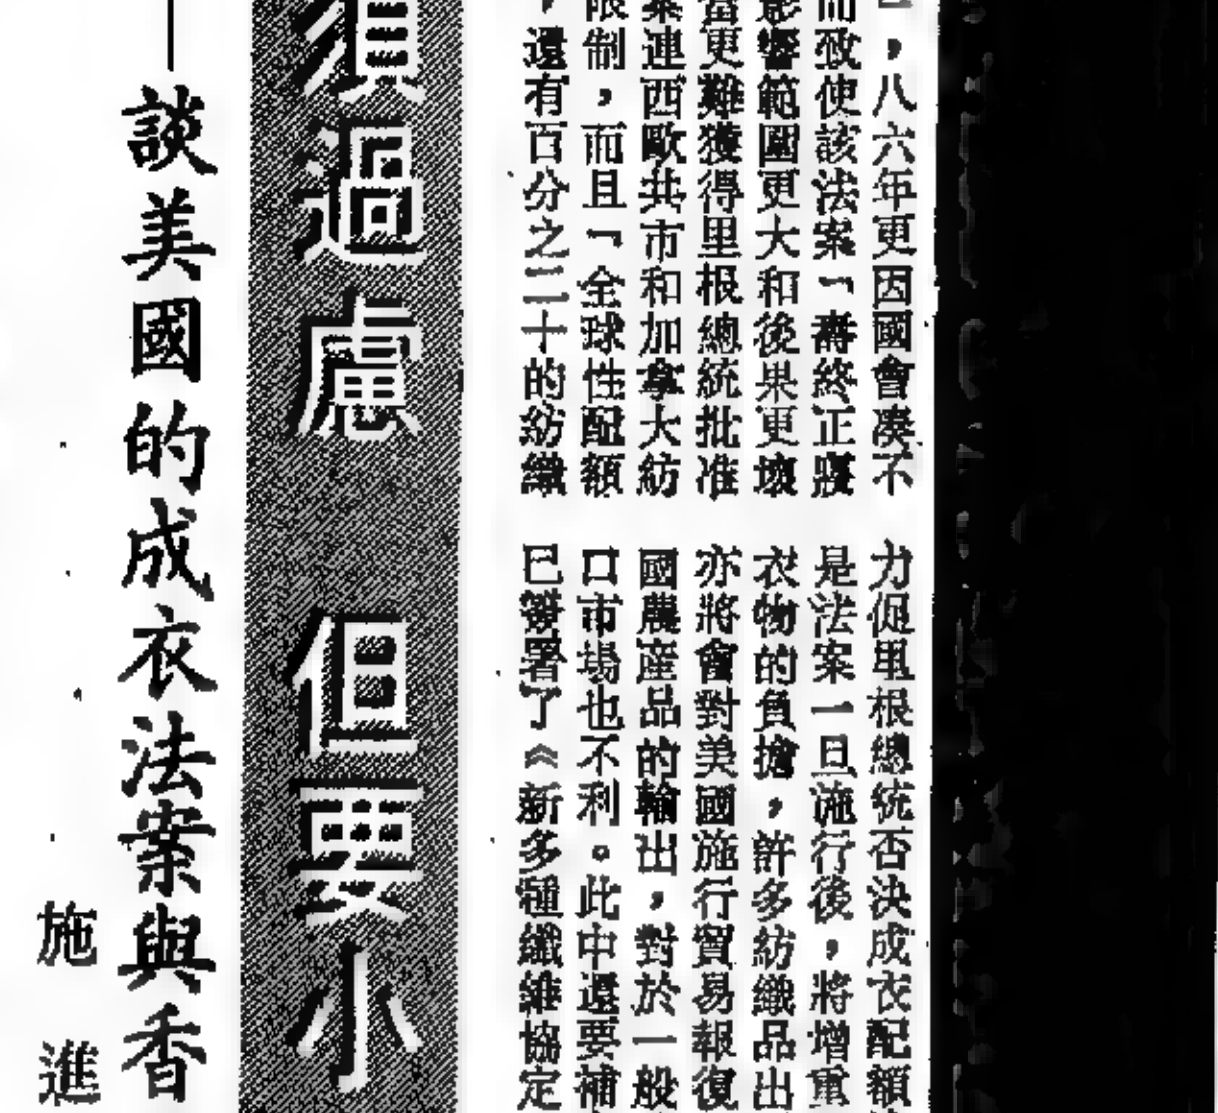 ，八六年更因國會湊不
而致使該法案「壽終正寢
影響範圍更大和後果更壞
當更難獲得里根總統批准
案連西歐共市和加拿大紡
限制，而且「全球性配額
，還有百分之二十的紡織
力促里根總統否決成衣配額
是法案一旦施行後，將增重
衣物的負擔，許多紡織品出
亦將會對美國施行貿易報復
國農産品的輸出，對於一般
口市場也不利。此中還要補
已簽署了《新多種纖維協定
須過慮　但要小
——談美國的成衣法案與香
施進